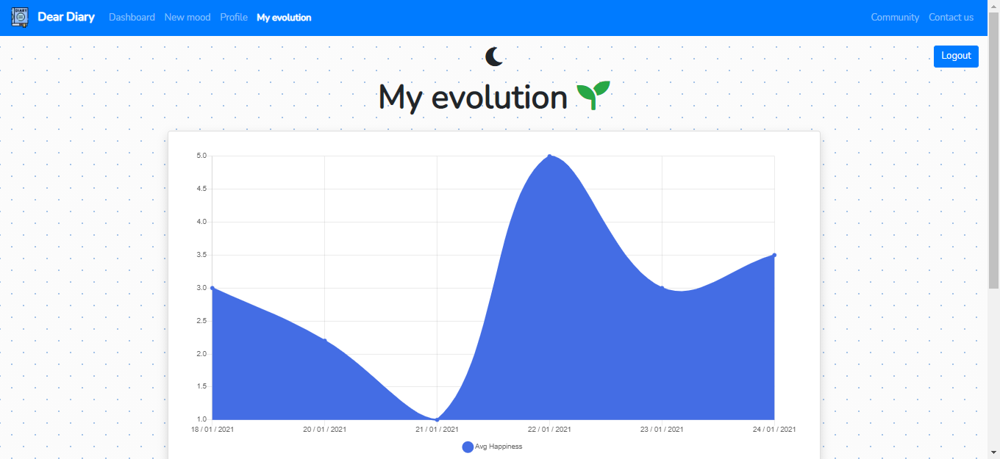 Dear Diary Dashboard New mood Profile My evolution Community Contact us
Logout
My evolution
5.0
4.5
4.0
3.5
3.0
2.5
2.0
1.5
1.0
18 / 01 / 2021 20 / 01 / 2021 21 / 01 / 2021 22 / 01 / 2021 23 / 01 / 2021 24 / 01 / 2021
Avg Happiness